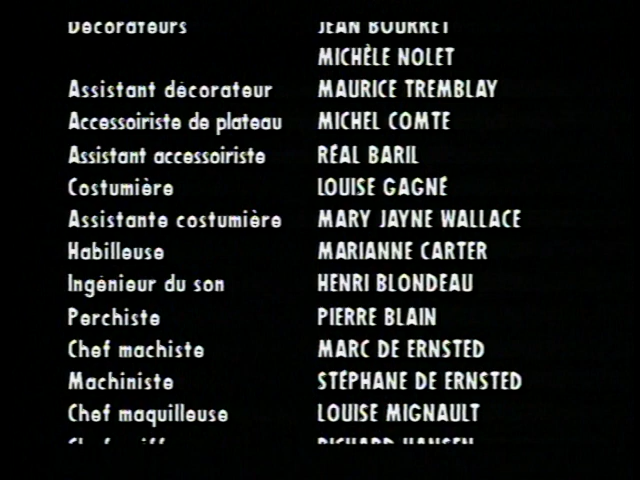 Décorateurs JEAN BOURRET
MICHÈLE NOLET
Assistant décorateur MAURICE TREMBLAY
Accessoiriste de plateau MICHEL COMTE
Assistant accessoiriste RÉAL BARIL
Costumière LOUISE GAGNÉ
Assistante costumière MARY JAYNE WALLACE
Habilleuse MARIANNE CARTER
Ingénieur du son HENRI BLONDEAU
Perchiste PIERRE BLAIN
Chef machiste MARC DE ERNSTED
Machiniste STÉPHANE DE ERNSTED
Chef maquilleuse LOUISE MIGNAULT
RICHARD HANSEN